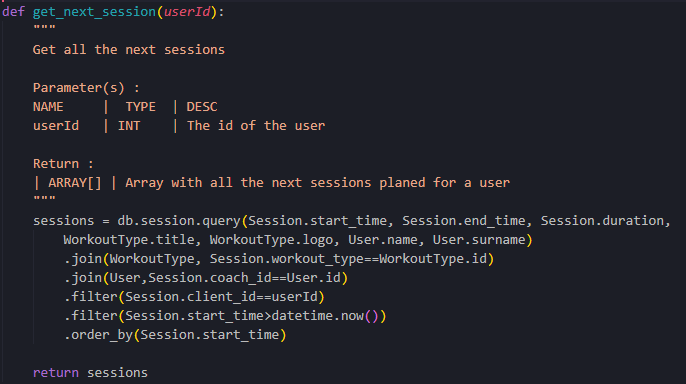 def get_next_session(userId):
"""
Get all the next sessions
Parameter(s) :
NAME | TYPE | DESC
userId | INT | The id of the user
Return :
| ARRAY[] | Array with all the next sessions planed for a user
"""
sessions = db.session.query(Session.start_time, Session.end_time, Session.duration,
WorkoutType.title, WorkoutType.logo, User.name, User.surname)
.join(WorkoutType, Session.workout_type==WorkoutType.id)
.join(User,Session.coach_id==User.id)
.filter(Session.client_id==userId)
.filter(Session.start_time>datetime.now())
.order_by(Session.start_time)
return sessions